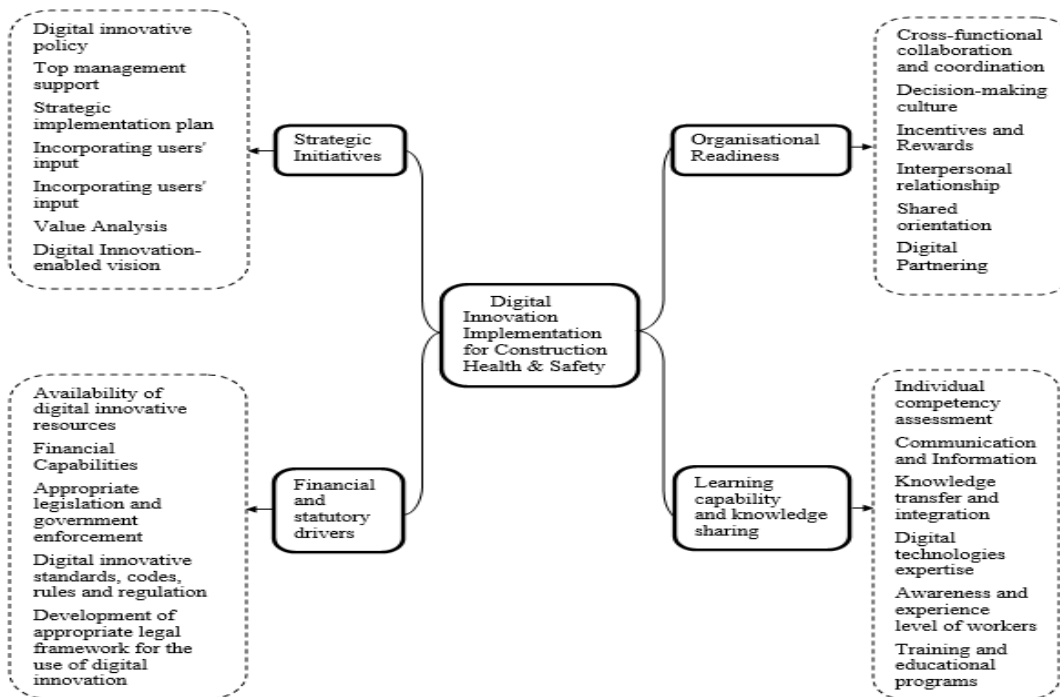 Digital innovative
policy
Top management
support
Strategic
implementation plan
Incorporating users'
input
Incorporating users'
input
Value Analysis
Digital Innovation-
enabled vision
Strategic
Initiatives
Organisational
Readiness
Cross-functional
collaboration
and coordination
Decision-making
culture
Incentives and
Rewards
Interpersonal
relationship
Shared
orientation
Digital
Partnering
Digital
Innovation
Implementation
for Construction
Health & Safety
Availability of
digital innovative
resources
Financial
Capabilities
Appropriate
legislation and
government
enforcement
Digital innovative
standards, codes,
rules and regulation
Development of
appropriate legal
framework for the
use of digital
innovation
Financial
and
statutory
drivers
Learning
capability
and knowledge
sharing
Individual
competency
assessment
Communication
and Information
Knowledge
transfer and
integration
Digital
technologies
expertise
Awareness and
experience
level of workers
Training and
educational
programs